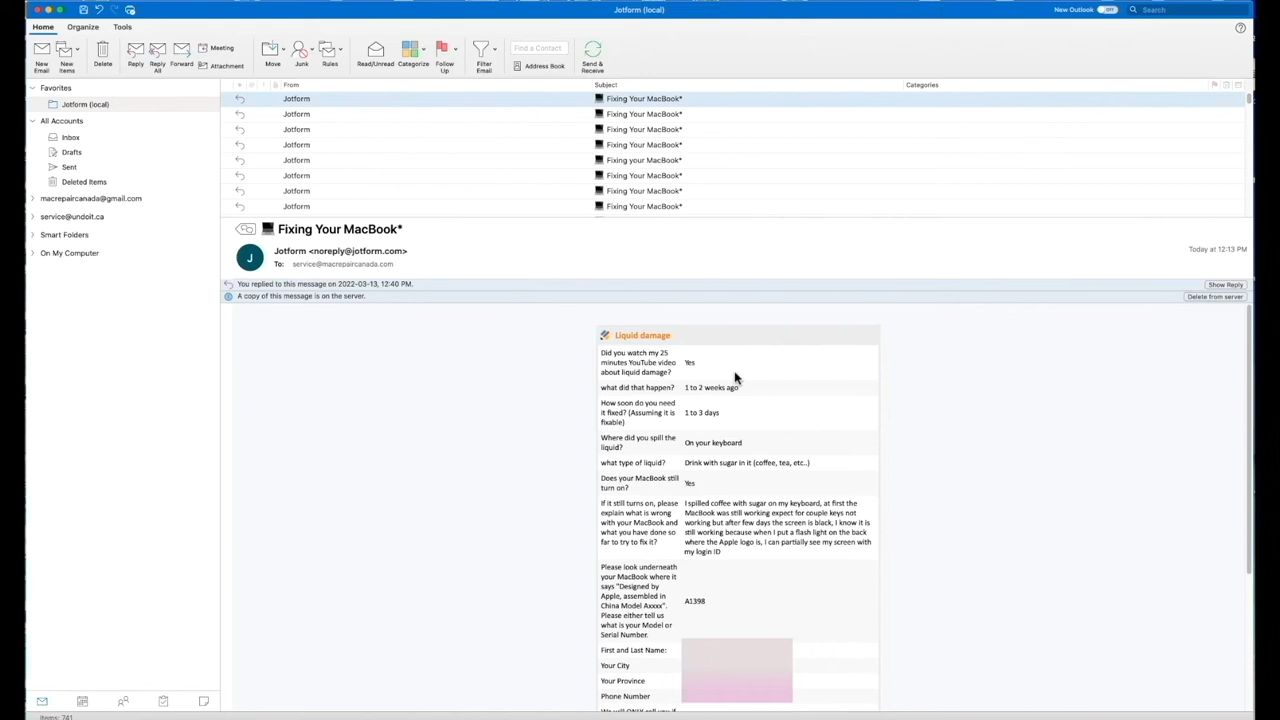 Jotform (local)
New Outlook
Off
Search
Home
Organize
Tools
New Email
New Items
Delete
Reply
Reply All
Forward
Meeting
Attachment
Move
Junk
Rules
Read/Unread
Categorize
Follow Up
Filter Email
Find a Contact
Address Book
Send & Receive
Favorites
Jotform (local)
All Accounts
Inbox
Drafts
Sent
Deleted Items
macrepaircanada@gmail.com
service@undoit.ca
Smart Folders
On My Computer
From
Subject
Categories
Jotform
Fixing Your MacBook*
Jotform
Fixing Your MacBook*
Jotform
Fixing Your MacBook*
Jotform
Fixing Your MacBook*
Jotform
Fixing your MacBook*
Jotform
Fixing Your MacBook*
Jotform
Fixing Your MacBook*
Jotform
Fixing Your MacBook*
Fixing Your MacBook*
J
Jotform <noreply@jotform.com>
To: service@macrepaircanada.com
Today at 12:13 PM
You replied to this message on 2022-03-13, 12:40 PM.
Show Reply
A copy of this message is on the server.
Delete from server
Liquid damage
Did you watch my 25
minutes YouTube video
about liquid damage?
Yes
what did that happen?
1 to 2 weeks ago
How soon do you need
it fixed? (Assuming it is
fixable)
1 to 3 days
Where did you spill the
liquid?
On your keyboard
what type of liquid?
Drink with sugar in it (coffee, tea, etc..)
Does your MacBook still
turn on?
Yes
If it still turns on, please
explain what is wrong
with your MacBook and
what you have done so
far to try to fix it?
I spilled coffee with sugar on my keyboard, at first the
MacBook was still working expect for couple keys not
working but after few days the screen is black, I know it is
still working because when I put a flash light on the back
where the Apple logo is, I can partially see my screen with
my login ID
Please look underneath
your MacBook where it
says "Designed by
Apple, assembled in
China Model Axxxx".
Please either tell us
what is your Model or
Serial Number.
A1398
First and Last Name:
Your City
Your Province
Phone Number
We will ONLY call you if
Items: 741